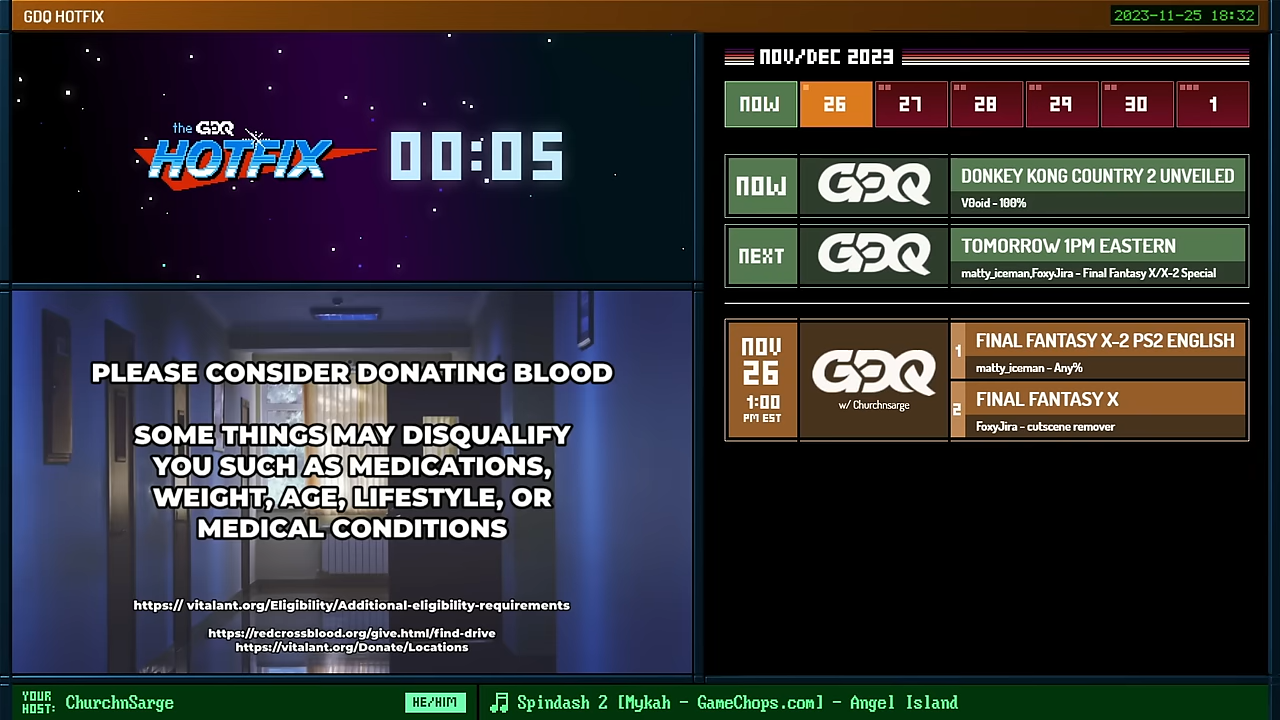 GDQ HOTFIX
2023-11-25 18:32
the GDQ
HOTFIX
00:05
PLEASE CONSIDER DONATING BLOOD
SOME THINGS MAY DISQUALIFY
YOU SUCH AS MEDICATIONS,
WEIGHT, AGE, LIFESTYLE, OR
MEDICAL CONDITIONS
https:// vitalant.org/Eligibility/Additional-eligibility-requirements
https://redcrossblood.org/give.html/find-drive
https://vitalant.org/Donate/Locations
NOV/DEC 2023
NOW 26 27 28 29 30 1
NOW
GDQ
DONKEY KONG COUNTRY 2 UNVEILED
V0oid - 100%
NEXT
GDQ
TOMORROW 1PM EASTERN
matty_iceman,FoxyJira - Final Fantasy X/X-2 Special
NOV
26
1:00
PM EST
GDQ
w/ Churchnsarge
1 FINAL FANTASY X-2 PS2 ENGLISH
matty_iceman - Any%
2 FINAL FANTASY X
FoxyJira - cutscene remover
YOUR
HOST:
ChurchnSarge
HE/HIM
Spindash 2 [Mykah - GameChops.com] - Angel Island